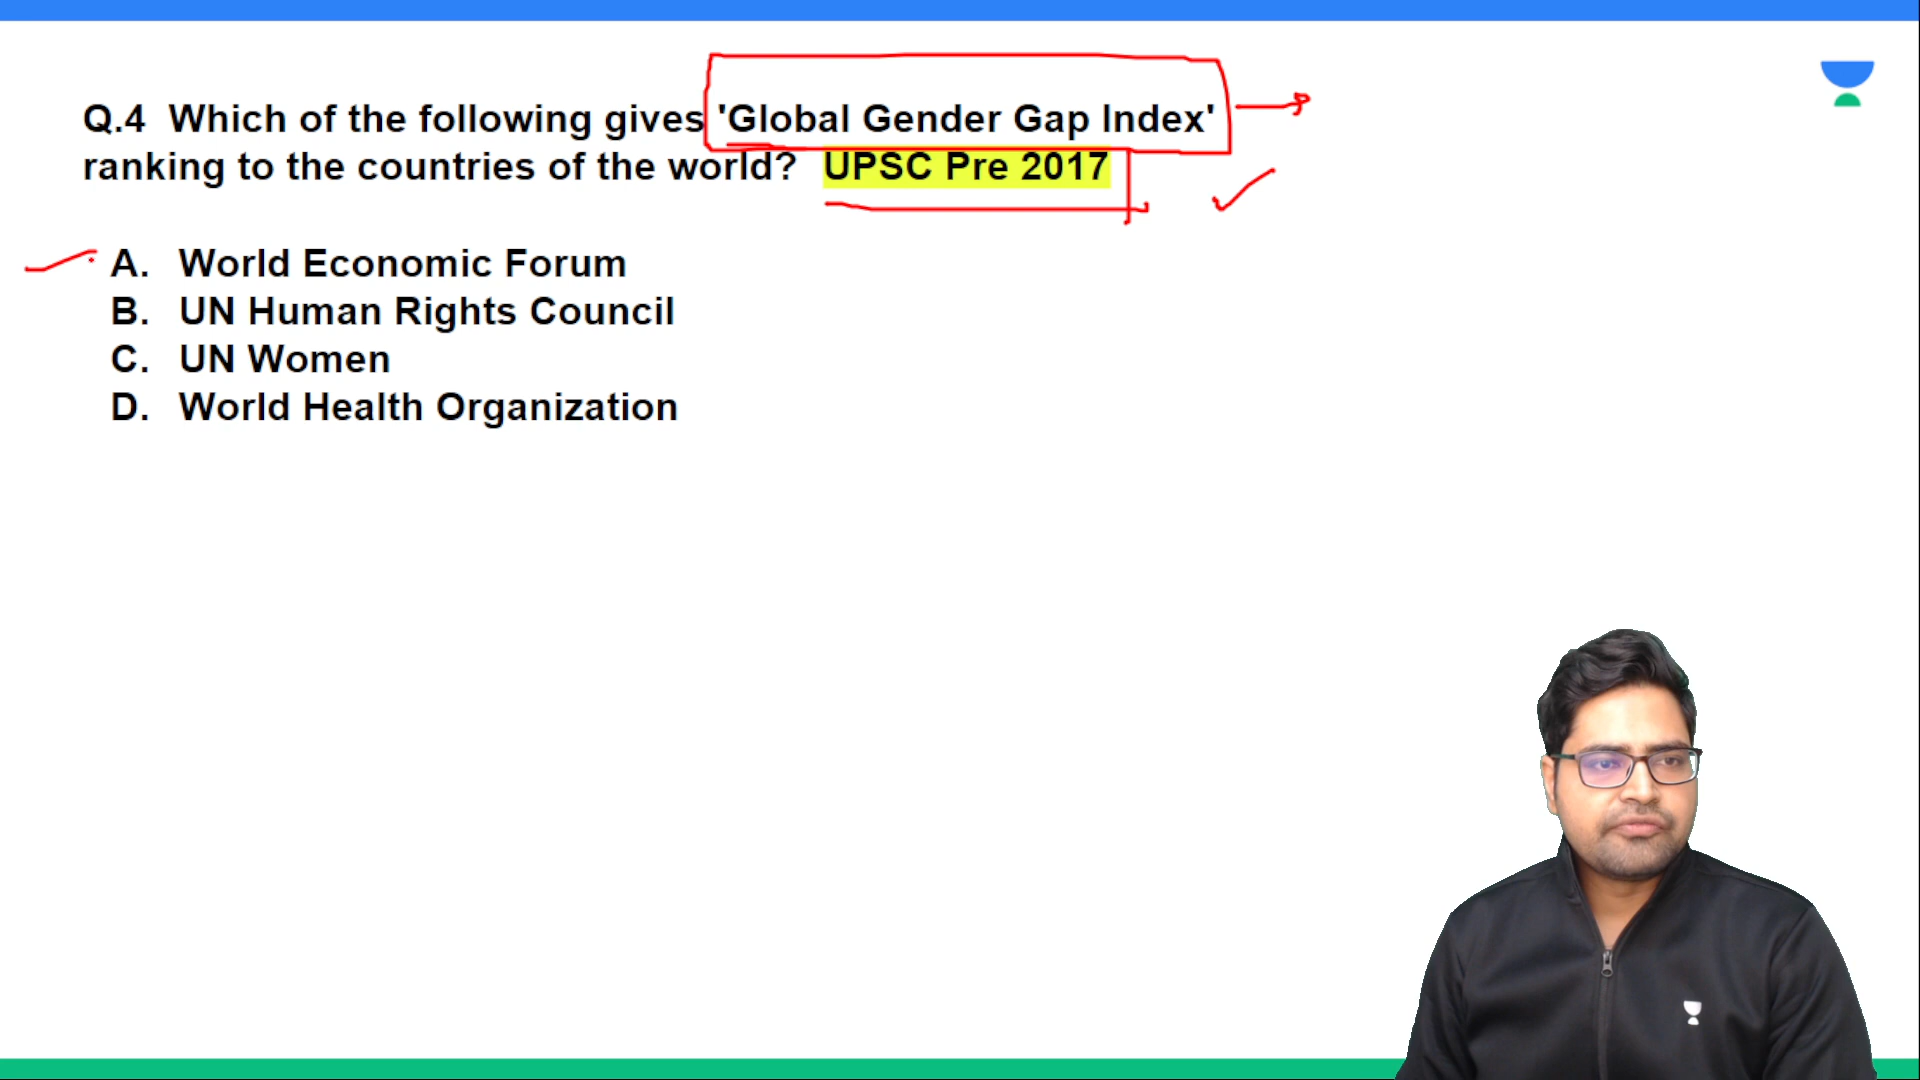 Q.4 Which of the following gives 'Global Gender Gap Index'
ranking to the countries of the world? UPSC Pre 2017
A. World Economic Forum
B. UN Human Rights Council
C. UN Women
D. World Health Organization